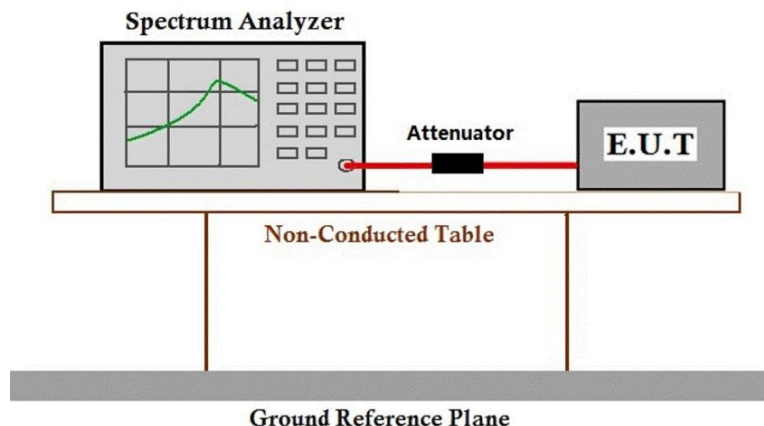 Spectrum Analyzer
Attenuator
E.U.T
Non-Conducted Table
Ground Reference Plane